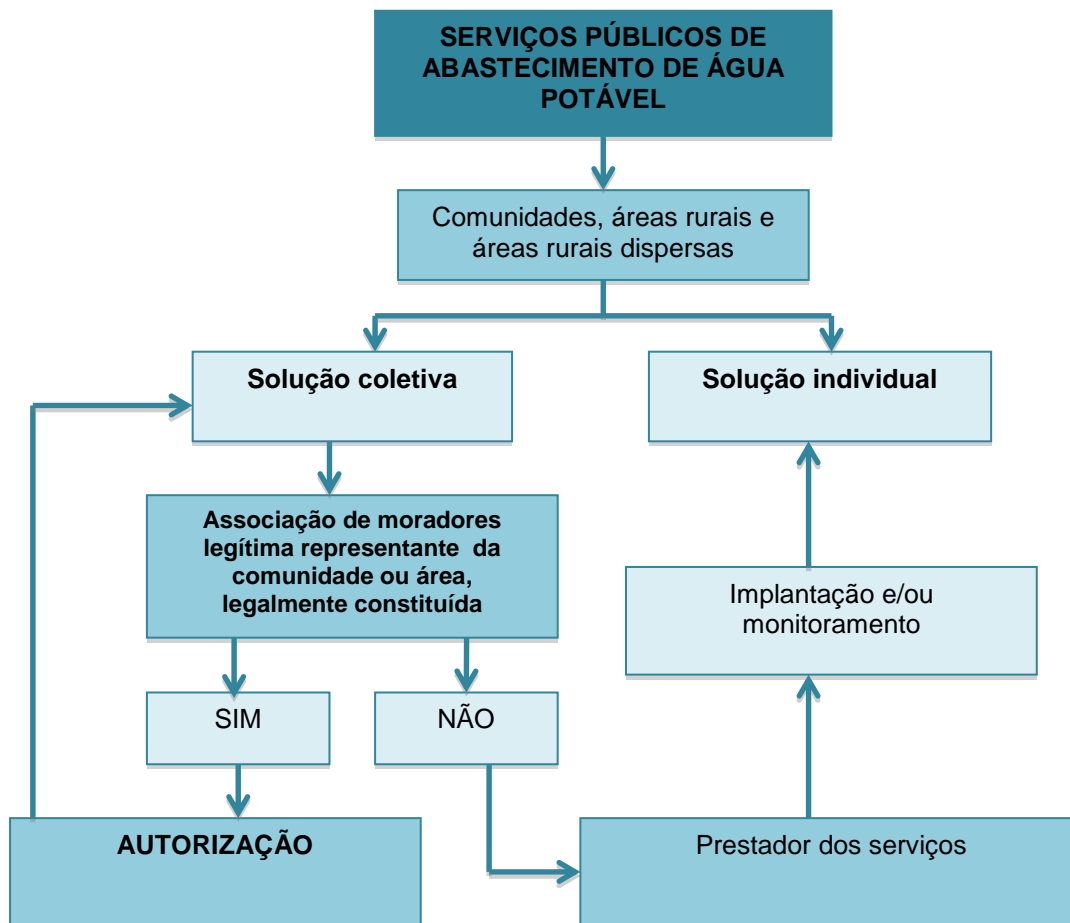 SERVIÇOS PÚBLICOS DE
ABASTECIMENTO DE ÁGUA
POTÁVEL
Comunidades, áreas rurais e
áreas rurais dispersas
Solução coletiva
Solução individual
Associação de moradores
legítima representante da
comunidade ou área,
legalmente constituída
Implantação e/ou
monitoramento
SIM
NÃO
AUTORIZAÇÃO
Prestador dos serviços